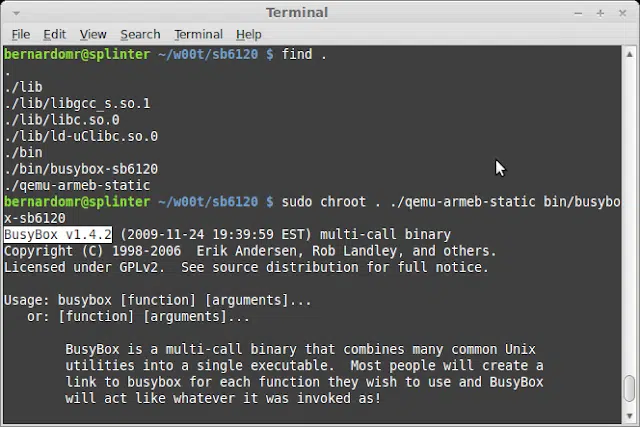 Terminal
File Edit View Search Terminal Help
bernardomr@splinter ~/w00t/sb6120 $ find .
.
./lib
./lib/libgcc_s.so.1
./lib/libc.so.0
./lib/ld-uClibc.so.0
./bin
./bin/busybox-sb6120
./qemu-armeb-static
bernardomr@splinter ~/w00t/sb6120 $ sudo chroot . ./qemu-armeb-static bin/busybo
x-sb6120
BusyBox v1.4.2 (2009-11-24 19:39:59 EST) multi-call binary
Copyright (C) 1998-2006  Erik Andersen, Rob Landley, and others.
Licensed under GPLv2.  See source distribution for full notice.
Usage: busybox [function] [arguments]...
   or: [function] [arguments]...
        BusyBox is a multi-call binary that combines many common Unix
        utilities into a single executable.  Most people will create a
        link to busybox for each function they wish to use and BusyBox
        will act like whatever it was invoked as!